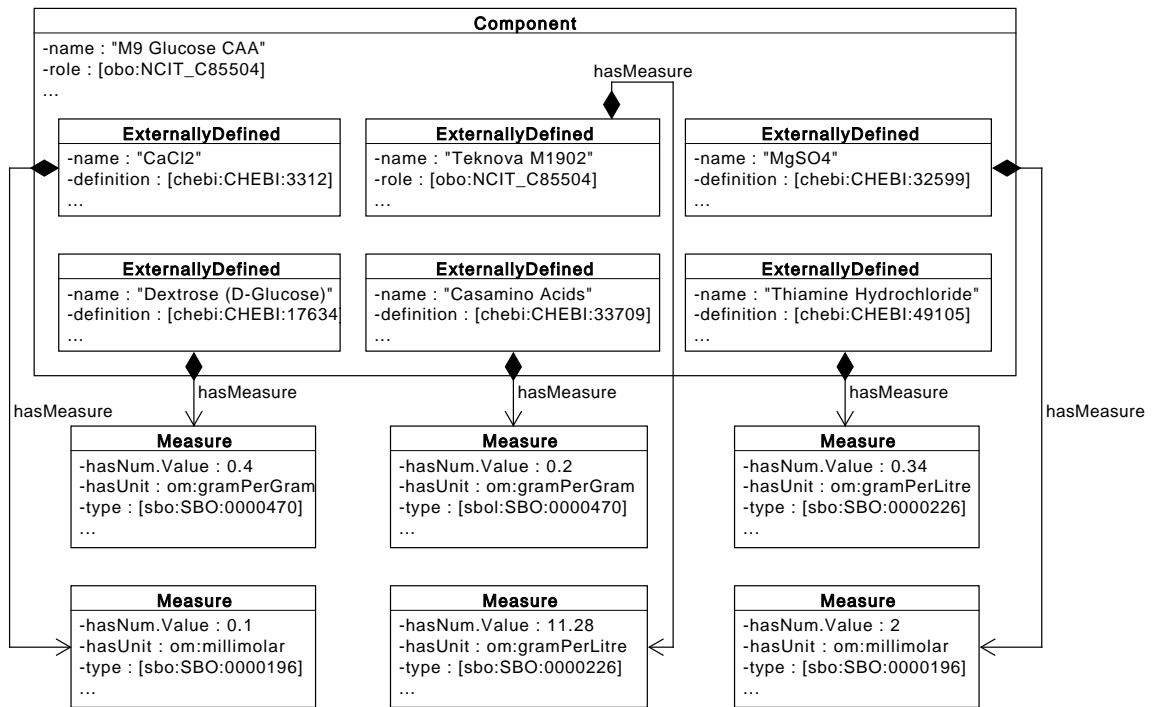 Component
-name : "M9 Glucose CAA"
-role : [obo:NCIT_C85504]
...
hasMeasure
ExternallyDefined
-name : "CaCl2"
-definition : [chebi:CHEBI:3312]
...
ExternallyDefined
-name : "Teknova M1902"
-role : [obo:NCIT_C85504]
...
ExternallyDefined
-name : "MgSO4"
-definition : [chebi:CHEBI:32599]
...
ExternallyDefined
-name : "Dextrose (D-Glucose)"
-definition : [chebi:CHEBI:17634]
...
ExternallyDefined
-name : "Casamino Acids"
-definition : [chebi:CHEBI:33709]
...
ExternallyDefined
-name : "Thiamine Hydrochloride"
-definition : [chebi:CHEBI:49105]
...
hasMeasure
hasMeasure
hasMeasure
hasMeasure
hasMeasure
Measure
-hasNum.Value : 0.4
-hasUnit : om:gramPerGram
-type : [sbo:SBO:0000470]
...
Measure
-hasNum.Value : 0.2
-hasUnit : om:gramPerGram
-type : [sbol:SBO:0000470]
...
Measure
-hasNum.Value : 0.34
-hasUnit : om:gramPerLitre
-type : [sbo:SBO:0000226]
...
Measure
-hasNum.Value : 0.1
-hasUnit : om:millimolar
-type : [sbo:SBO:0000196]
...
Measure
-hasNum.Value : 11.28
-hasUnit : om:gramPerLitre
-type : [sbo:SBO:0000226]
...
Measure
-hasNum.Value : 2
-hasUnit : om:millimolar
-type : [sbo:SBO:0000196]
...